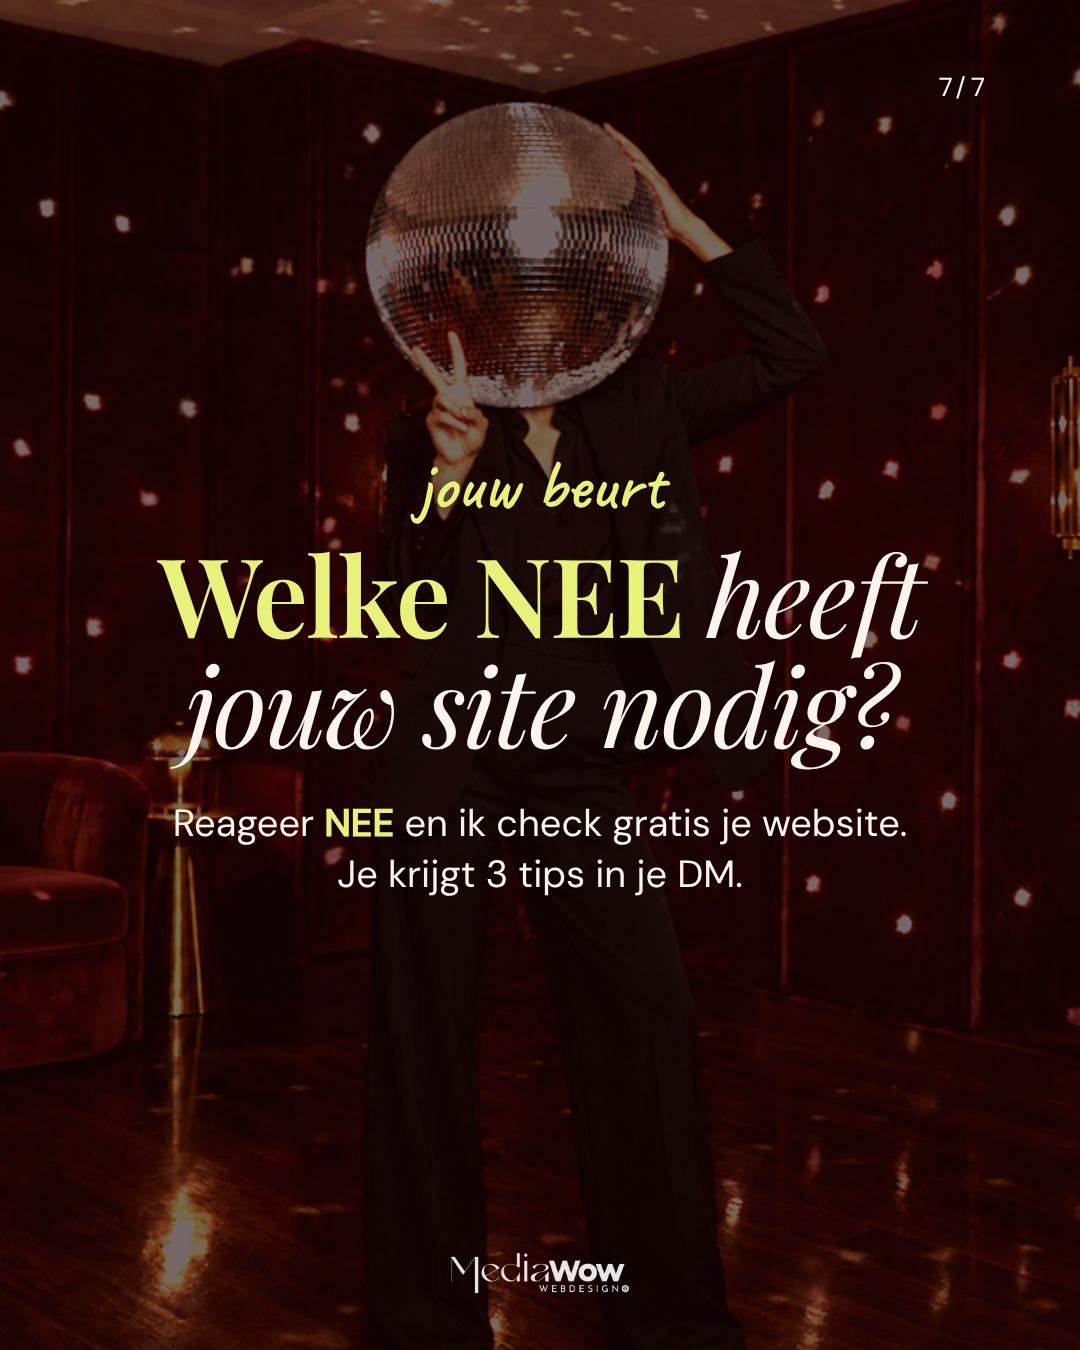 7/7
jouw beurt
Welke NEE heeft
jouw site nodig?
Reageer NEE en ik check gratis je website.
Je krijgt 3 tips in je DM.
MediaWow
WEBDESIGN